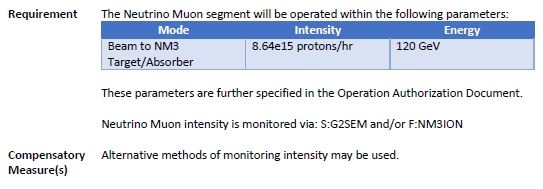 Requirement The Neutrino Muon segment will be operated within the following parameters:
Mode Intensity Energy
Beam to NM3 Target/Absorber 8.64e15 protons/hr 120 GeV
These parameters are further specified in the Operation Authorization Document.
Neutrino Muon intensity is monitored via: S:G2SEM and/or F:NM3ION
Compensatory Measure(s) Alternative methods of monitoring intensity may be used.